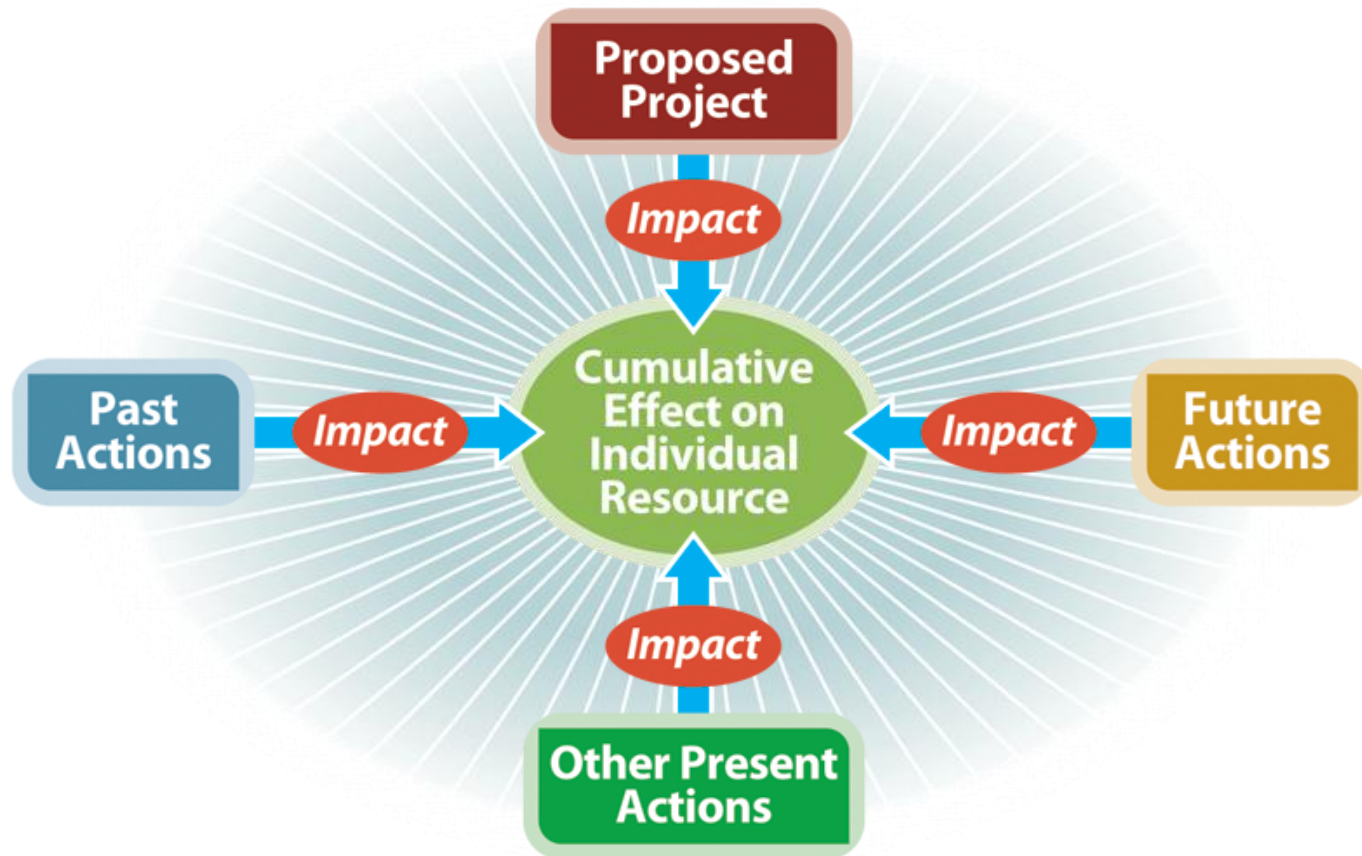 Proposed
Project
Impact
Past
Actions
Impact
Cumulative
Effect on
Individual
Resource
Impact
Future
Actions
Impact
Other Present
Actions